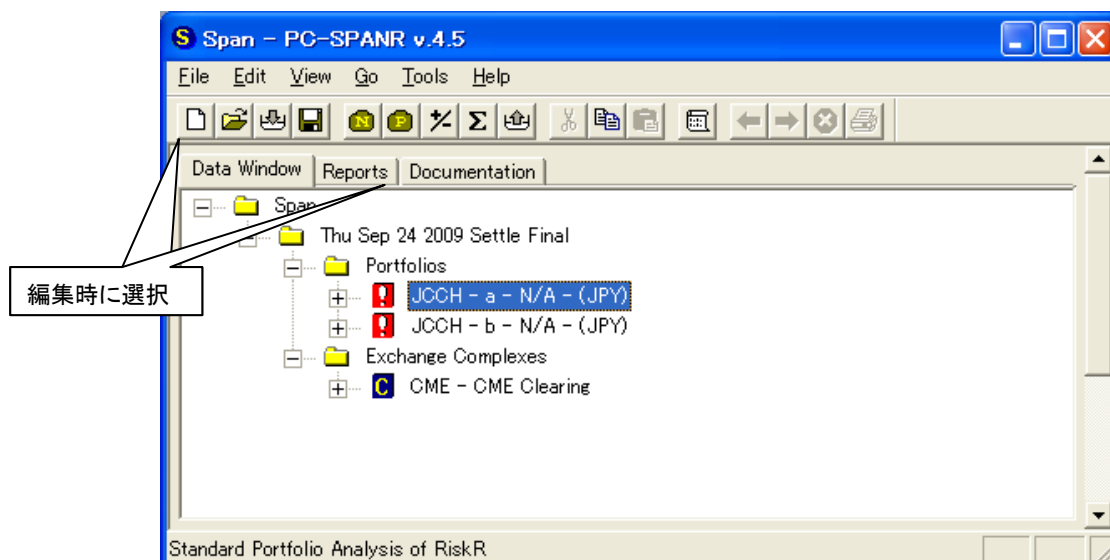 Span - PC-SPANR v.4.5
File Edit View Go Tools Help
N P +/- Σ
Data Window Reports Documentation
Span
Thu Sep 24 2009 Settle Final
Portfolios
編集時に選択
JCCH - a - N/A - (JPY)
JCCH - b - N/A - (JPY)
Exchange Complexes
C CME - CME Clearing
Standard Portfolio Analysis of RiskR